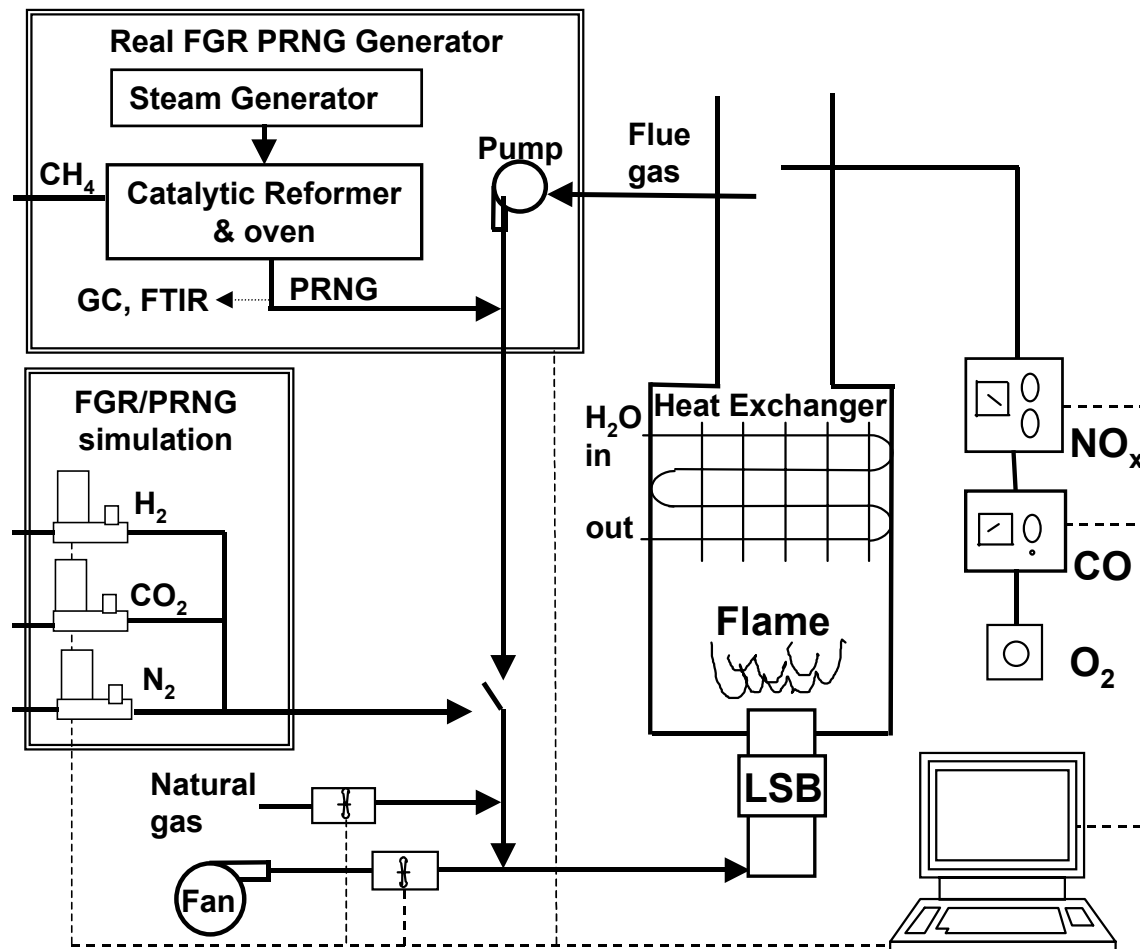 Real FGR PRNG Generator
Steam Generator
CH₄
Catalytic Reformer
& oven
GC, FTIR
PRNG
Pump
Flue
gas
FGR/PRNG
simulation
H₂
CO₂
N₂
Heat Exchanger
H₂O
in
out
Flame
LSB
NOₓ
CO
O₂
Natural
gas
Fan